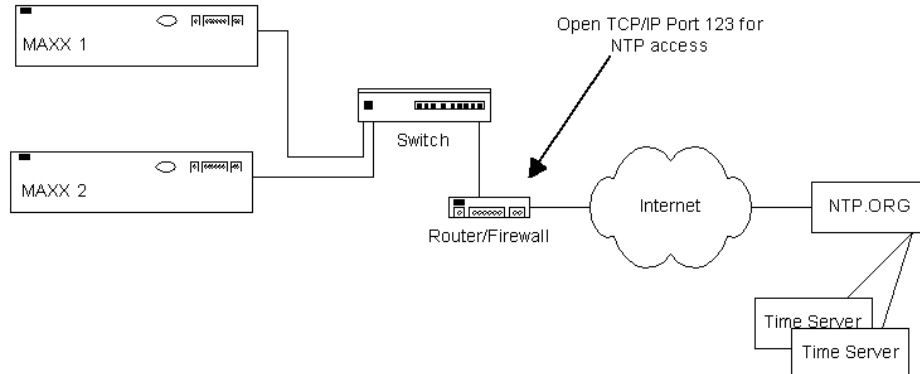 MAXX 1
Open TCP/IP Port 123 for
NTP access
Switch
MAXX 2
Router/Firewall
Internet
NTP.ORG
Time Server
Time Server